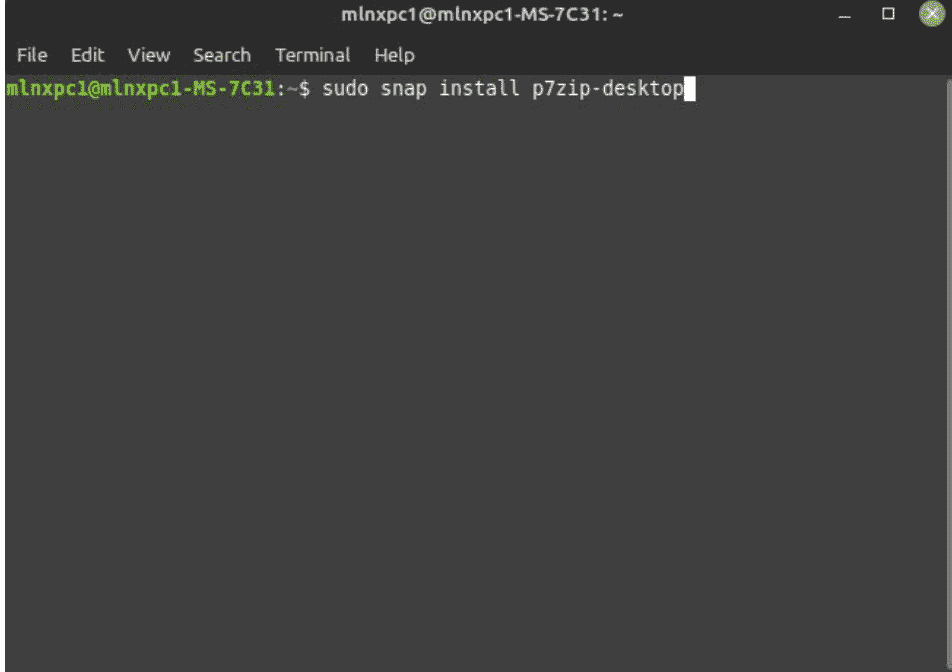 mlnxpc1@mlnxpc1-MS-7C31: ~
File Edit View Search Terminal Help
mlnxpc1@mlnxpc1-MS-7C31:~$ sudo snap install p7zip-desktop